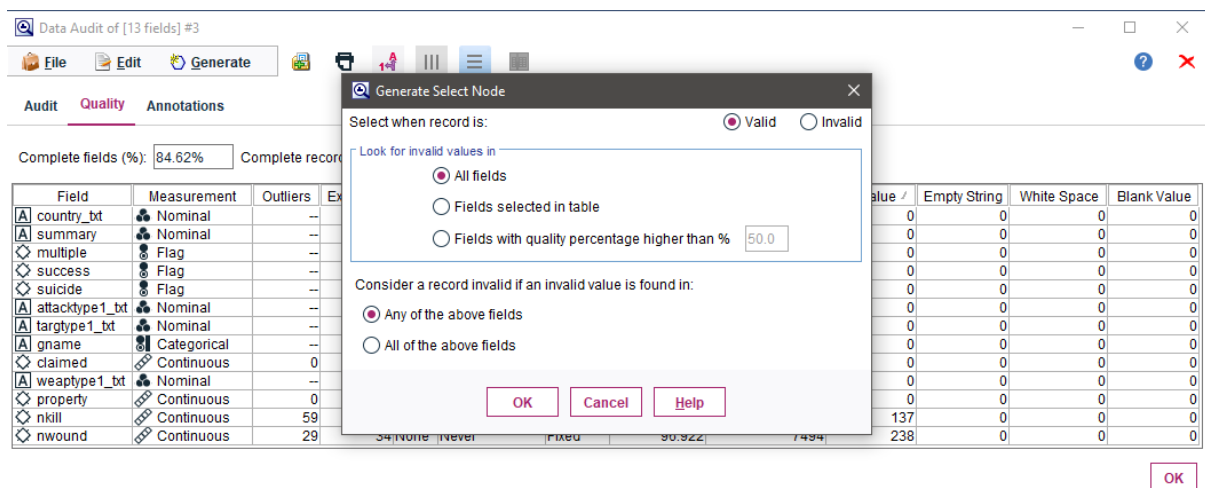 Data Audit of [13 fields] #3
File Edit Generate
Audit Quality Annotations
Generate Select Node
Select when record is: Valid Invalid
Look for invalid values in
All fields
Fields selected in table
Fields with quality percentage higher than % 50.0
Consider a record invalid if an invalid value is found in:
Any of the above fields
All of the above fields
OK Cancel Help
Complete fields (%): 84.62% Complete recor
Field Measurement Outliers Ex alue Empty String White Space Blank Value
country_txt Nominal -- 0 0 0 0
summary Nominal -- 0 0 0 0
multiple Flag -- 0 0 0 0
success Flag -- 0 0 0 0
suicide Flag -- 0 0 0 0
attacktype1_txt Nominal -- 0 0 0 0
targtype1_txt Nominal -- 0 0 0 0
gname Categorical -- 0 0 0 0
claimed Continuous 0 0 0 0 0
weaptype1_txt Nominal -- 0 0 0 0
property Continuous 0 0 0 0 0
nkill Continuous 59 137 0 0 0
nwound Continuous 29 34 None Never Fixed 96.922 7494 238 0 0 0
OK